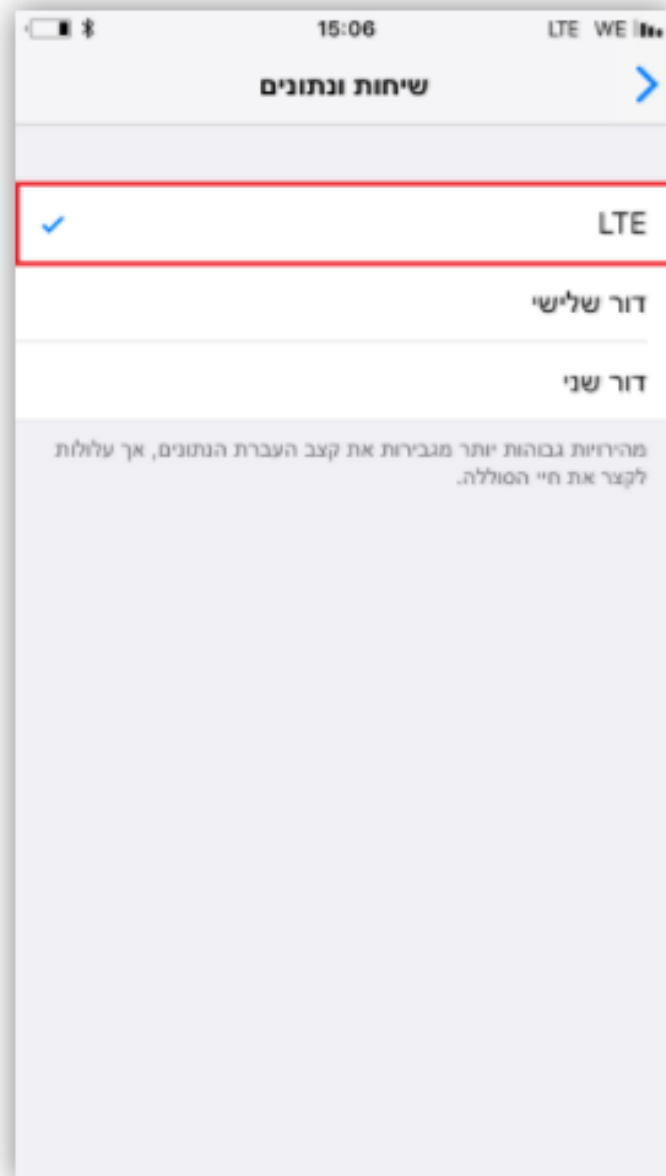 15:06 LTE WE
שיחות ונתונים
LTE
דור שלישי
דור שני
מהירויות גבוהות יותר מגבירות את קצב העברת הנתונים, אך עלולות
לקצר את חיי הסוללה.